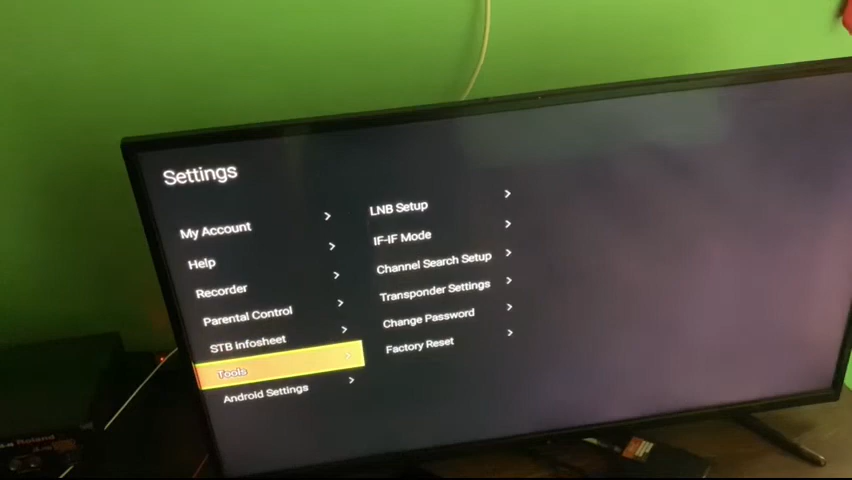 Settings
My Account
Help
Recorder
Parental Control
STB infosheet
Tools
Android Settings
LNB Setup
IF-IF Mode
Channel Search Setup
Transponder Settings
Change Password
Factory Reset
Roland